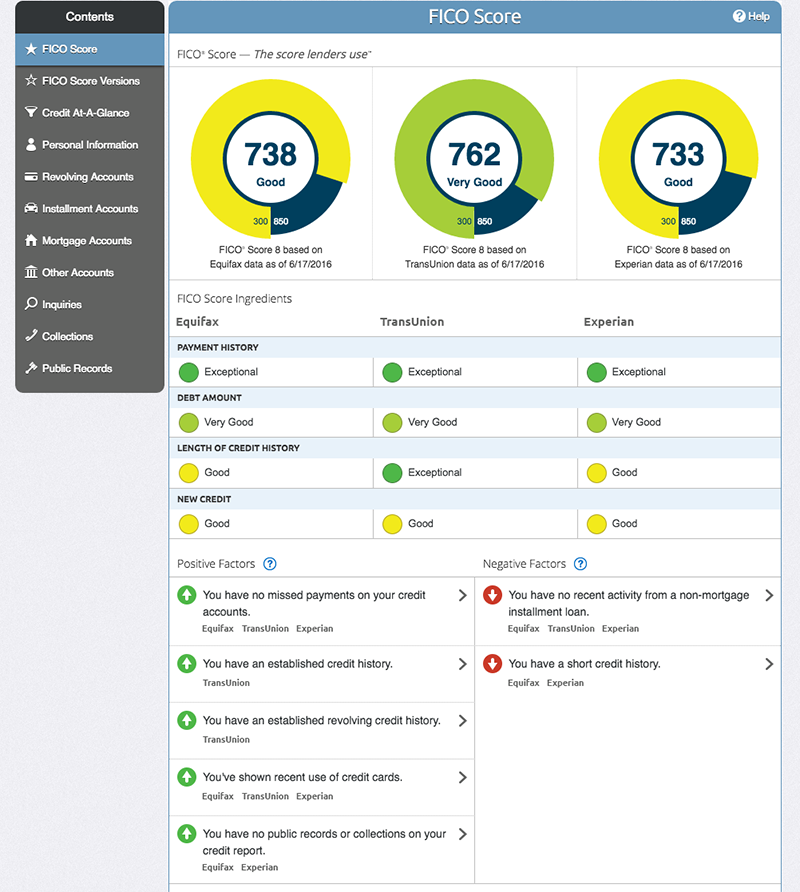 Contents
FICO Score
FICO Score Versions
Credit At-A-Glance
Personal Information
Revolving Accounts
Installment Accounts
Mortgage Accounts
Other Accounts
Inquiries
Collections
Public Records
FICO Score
? Help
FICO® Score — The score lenders use™
738
Good
300 850
FICO® Score 8 based on
Equifax data as of 6/17/2016
762
Very Good
300 850
FICO® Score 8 based on
TransUnion data as of 6/17/2016
733
Good
300 850
FICO® Score 8 based on
Experian data as of 6/17/2016
FICO Score Ingredients
Equifax TransUnion Experian
PAYMENT HISTORY
Exceptional Exceptional Exceptional
DEBT AMOUNT
Very Good Very Good Very Good
LENGTH OF CREDIT HISTORY
Good Exceptional Good
NEW CREDIT
Good Good Good
Positive Factors ?
You have no missed payments on your credit
accounts.
Equifax TransUnion Experian
You have an established credit history.
TransUnion
You have an established revolving credit history.
TransUnion
You've shown recent use of credit cards.
Equifax TransUnion Experian
You have no public records or collections on your
credit report.
Equifax Experian
Negative Factors ?
You have no recent activity from a non-mortgage
installment loan.
Equifax TransUnion Experian
You have a short credit history.
Equifax Experian